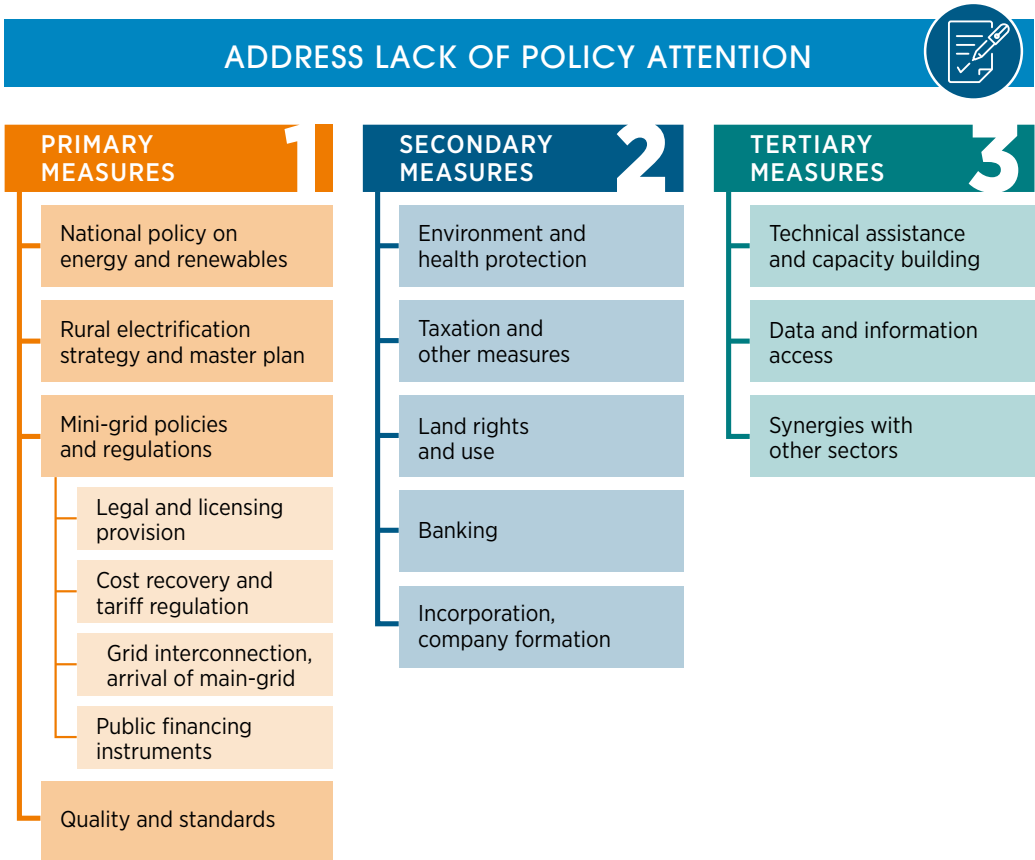 ADDRESS LACK OF POLICY ATTENTION
PRIMARY
MEASURES
1
National policy on
energy and renewables
Rural electrification
strategy and master plan
Mini-grid policies
and regulations
Legal and licensing
provision
Cost recovery and
tariff regulation
Grid interconnection,
arrival of main-grid
Public financing
instruments
Quality and standards
SECONDARY
MEASURES
2
Environment and
health protection
Taxation and
other measures
Land rights
and use
Banking
Incorporation,
company formation
TERTIARY
MEASURES
3
Technical assistance
and capacity building
Data and information
access
Synergies with
other sectors